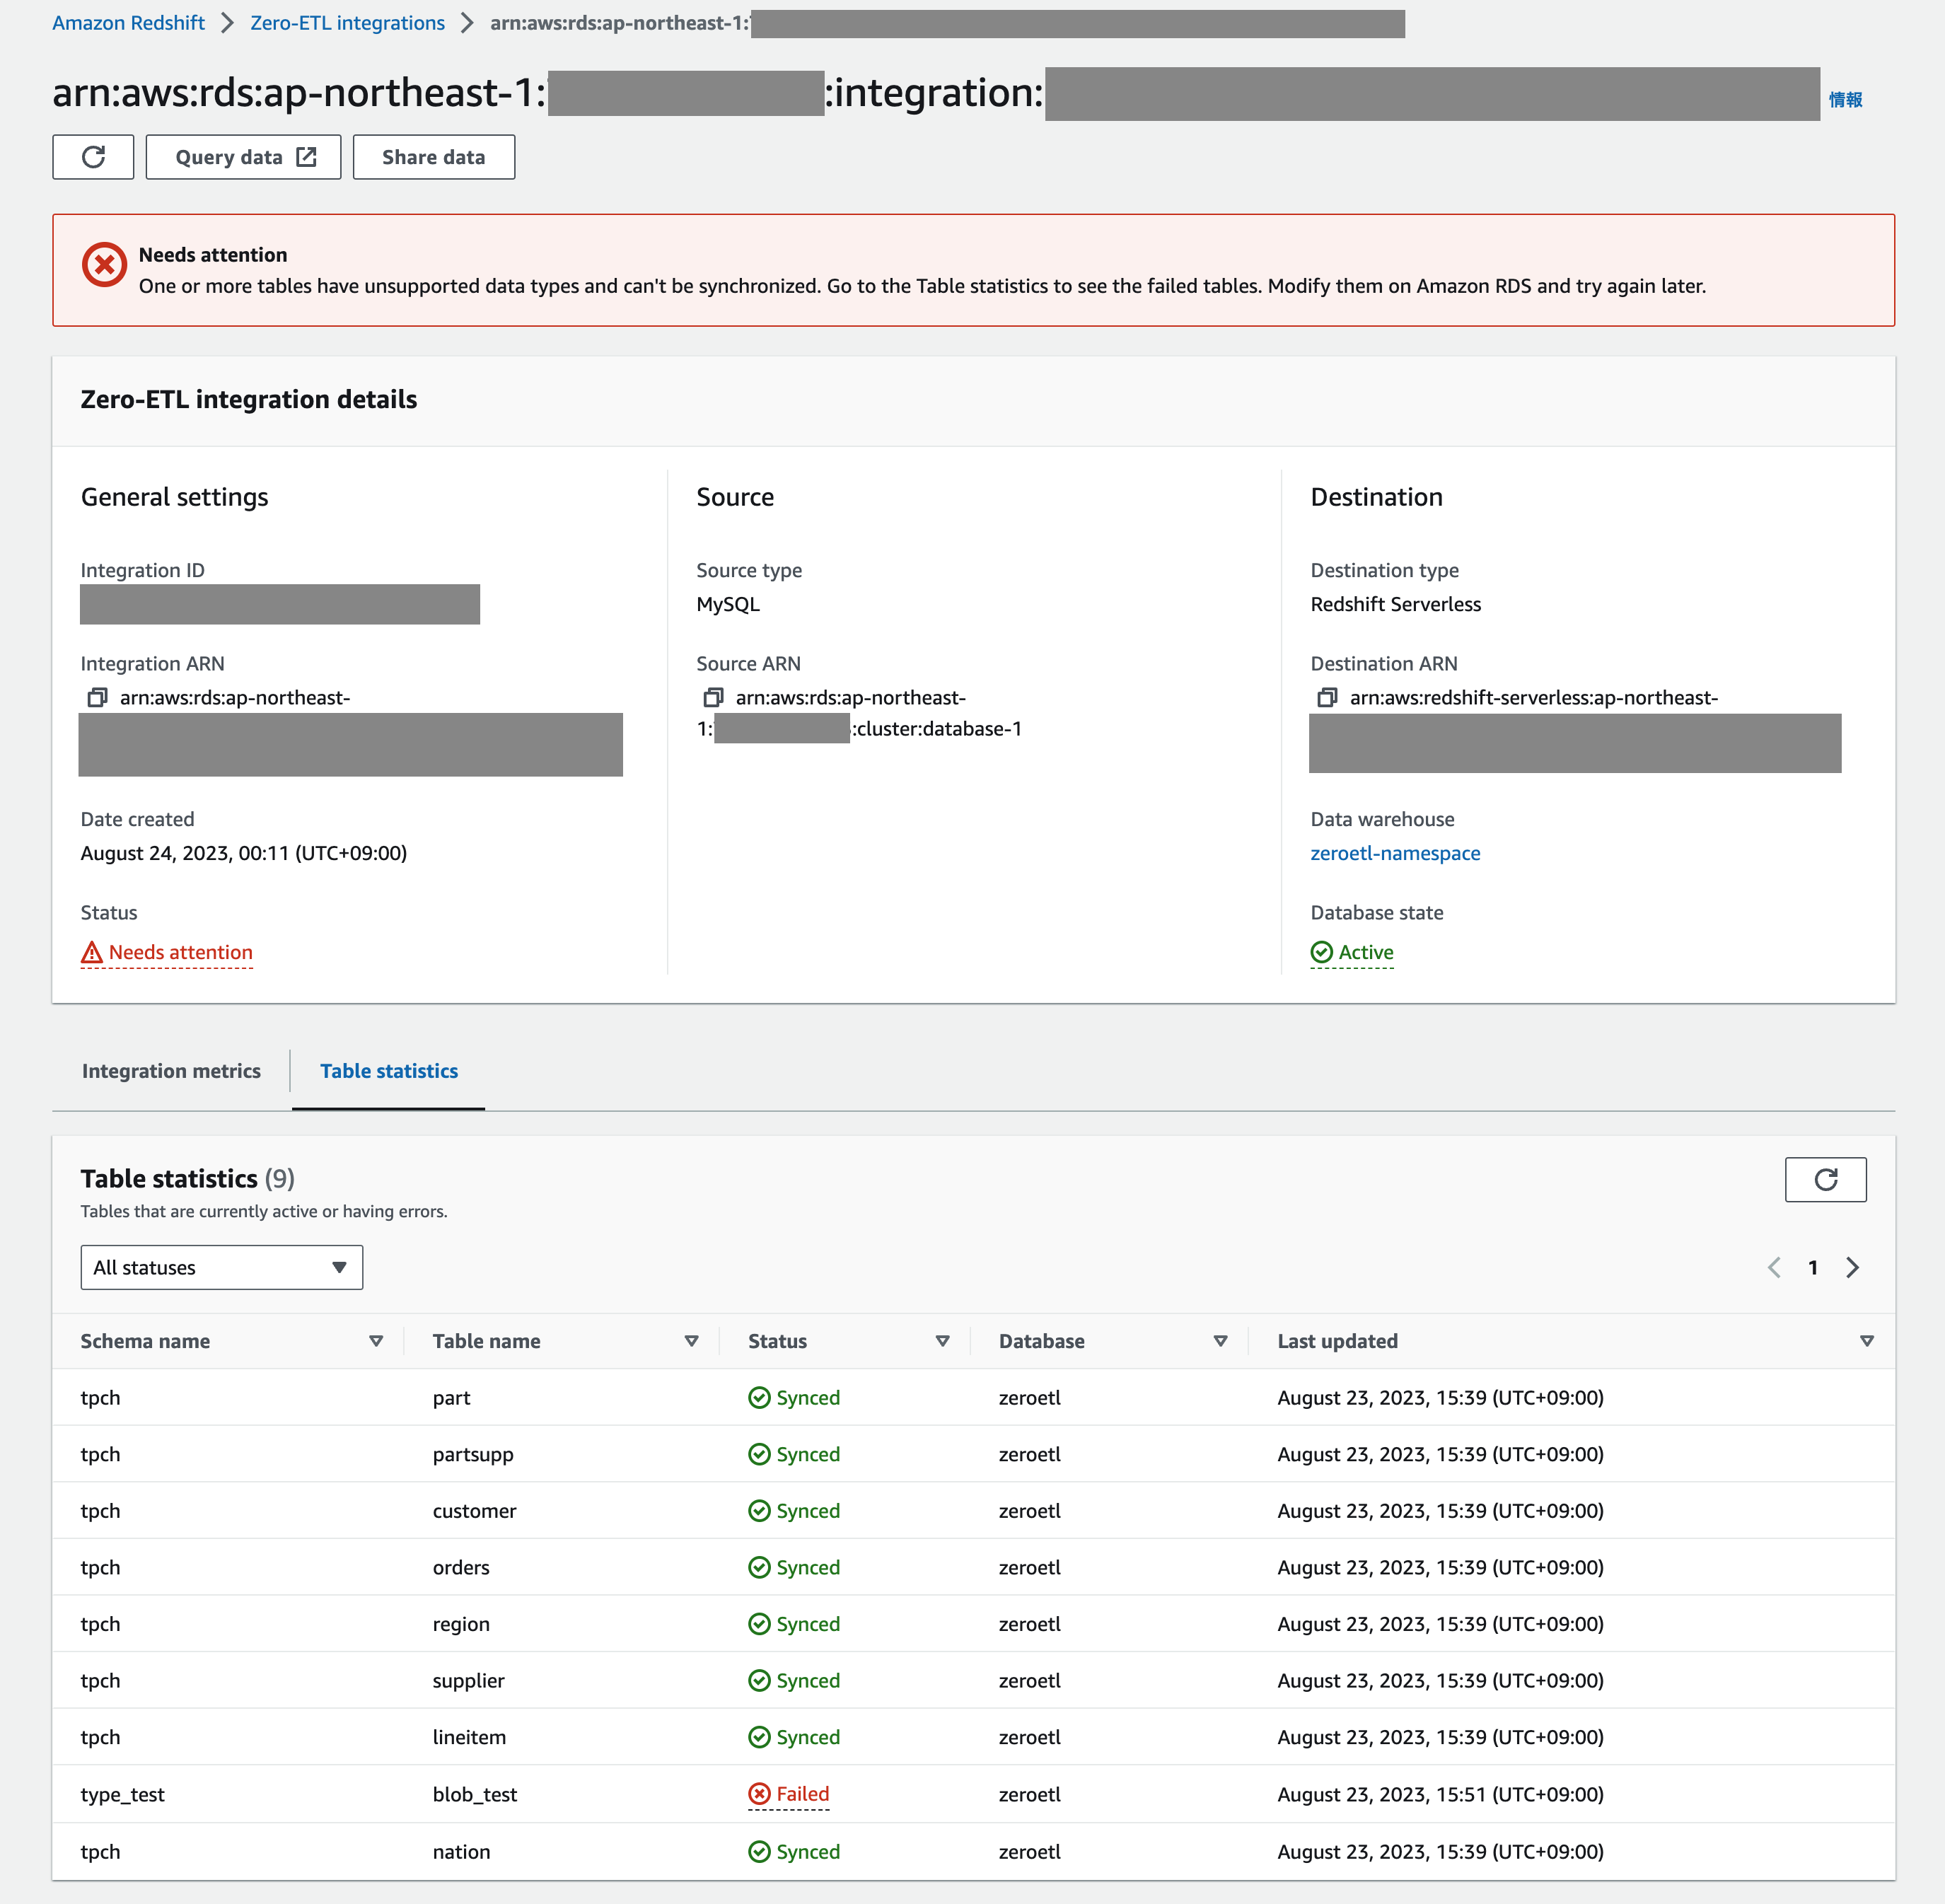 Amazon Redshift > Zero-ETL integrations > arn:aws:rds:ap-northeast-1:
arn:aws:rds:ap-northeast-1: :integration: 情報
Query data Share data
Needs attention
One or more tables have unsupported data types and can't be synchronized. Go to the Table statistics to see the failed tables. Modify them on Amazon RDS and try again later.
Zero-ETL integration details
General settings
Integration ID
Integration ARN
arn:aws:rds:ap-northeast-
Date created
August 24, 2023, 00:11 (UTC+09:00)
Status
Needs attention
Source
Source type
MySQL
Source ARN
arn:aws:rds:ap-northeast-
1: :cluster:database-1
Destination
Destination type
Redshift Serverless
Destination ARN
arn:aws:redshift-serverless:ap-northeast-
Data warehouse
zeroetl-namespace
Database state
Active
Integration metrics Table statistics
Table statistics (9)
Tables that are currently active or having errors.
All statuses 1
Schema name Table name Status Database Last updated
tpch part Synced zeroetl August 23, 2023, 15:39 (UTC+09:00)
tpch partsupp Synced zeroetl August 23, 2023, 15:39 (UTC+09:00)
tpch customer Synced zeroetl August 23, 2023, 15:39 (UTC+09:00)
tpch orders Synced zeroetl August 23, 2023, 15:39 (UTC+09:00)
tpch region Synced zeroetl August 23, 2023, 15:39 (UTC+09:00)
tpch supplier Synced zeroetl August 23, 2023, 15:39 (UTC+09:00)
tpch lineitem Synced zeroetl August 23, 2023, 15:39 (UTC+09:00)
type_test blob_test Failed zeroetl August 23, 2023, 15:51 (UTC+09:00)
tpch nation Synced zeroetl August 23, 2023, 15:39 (UTC+09:00)